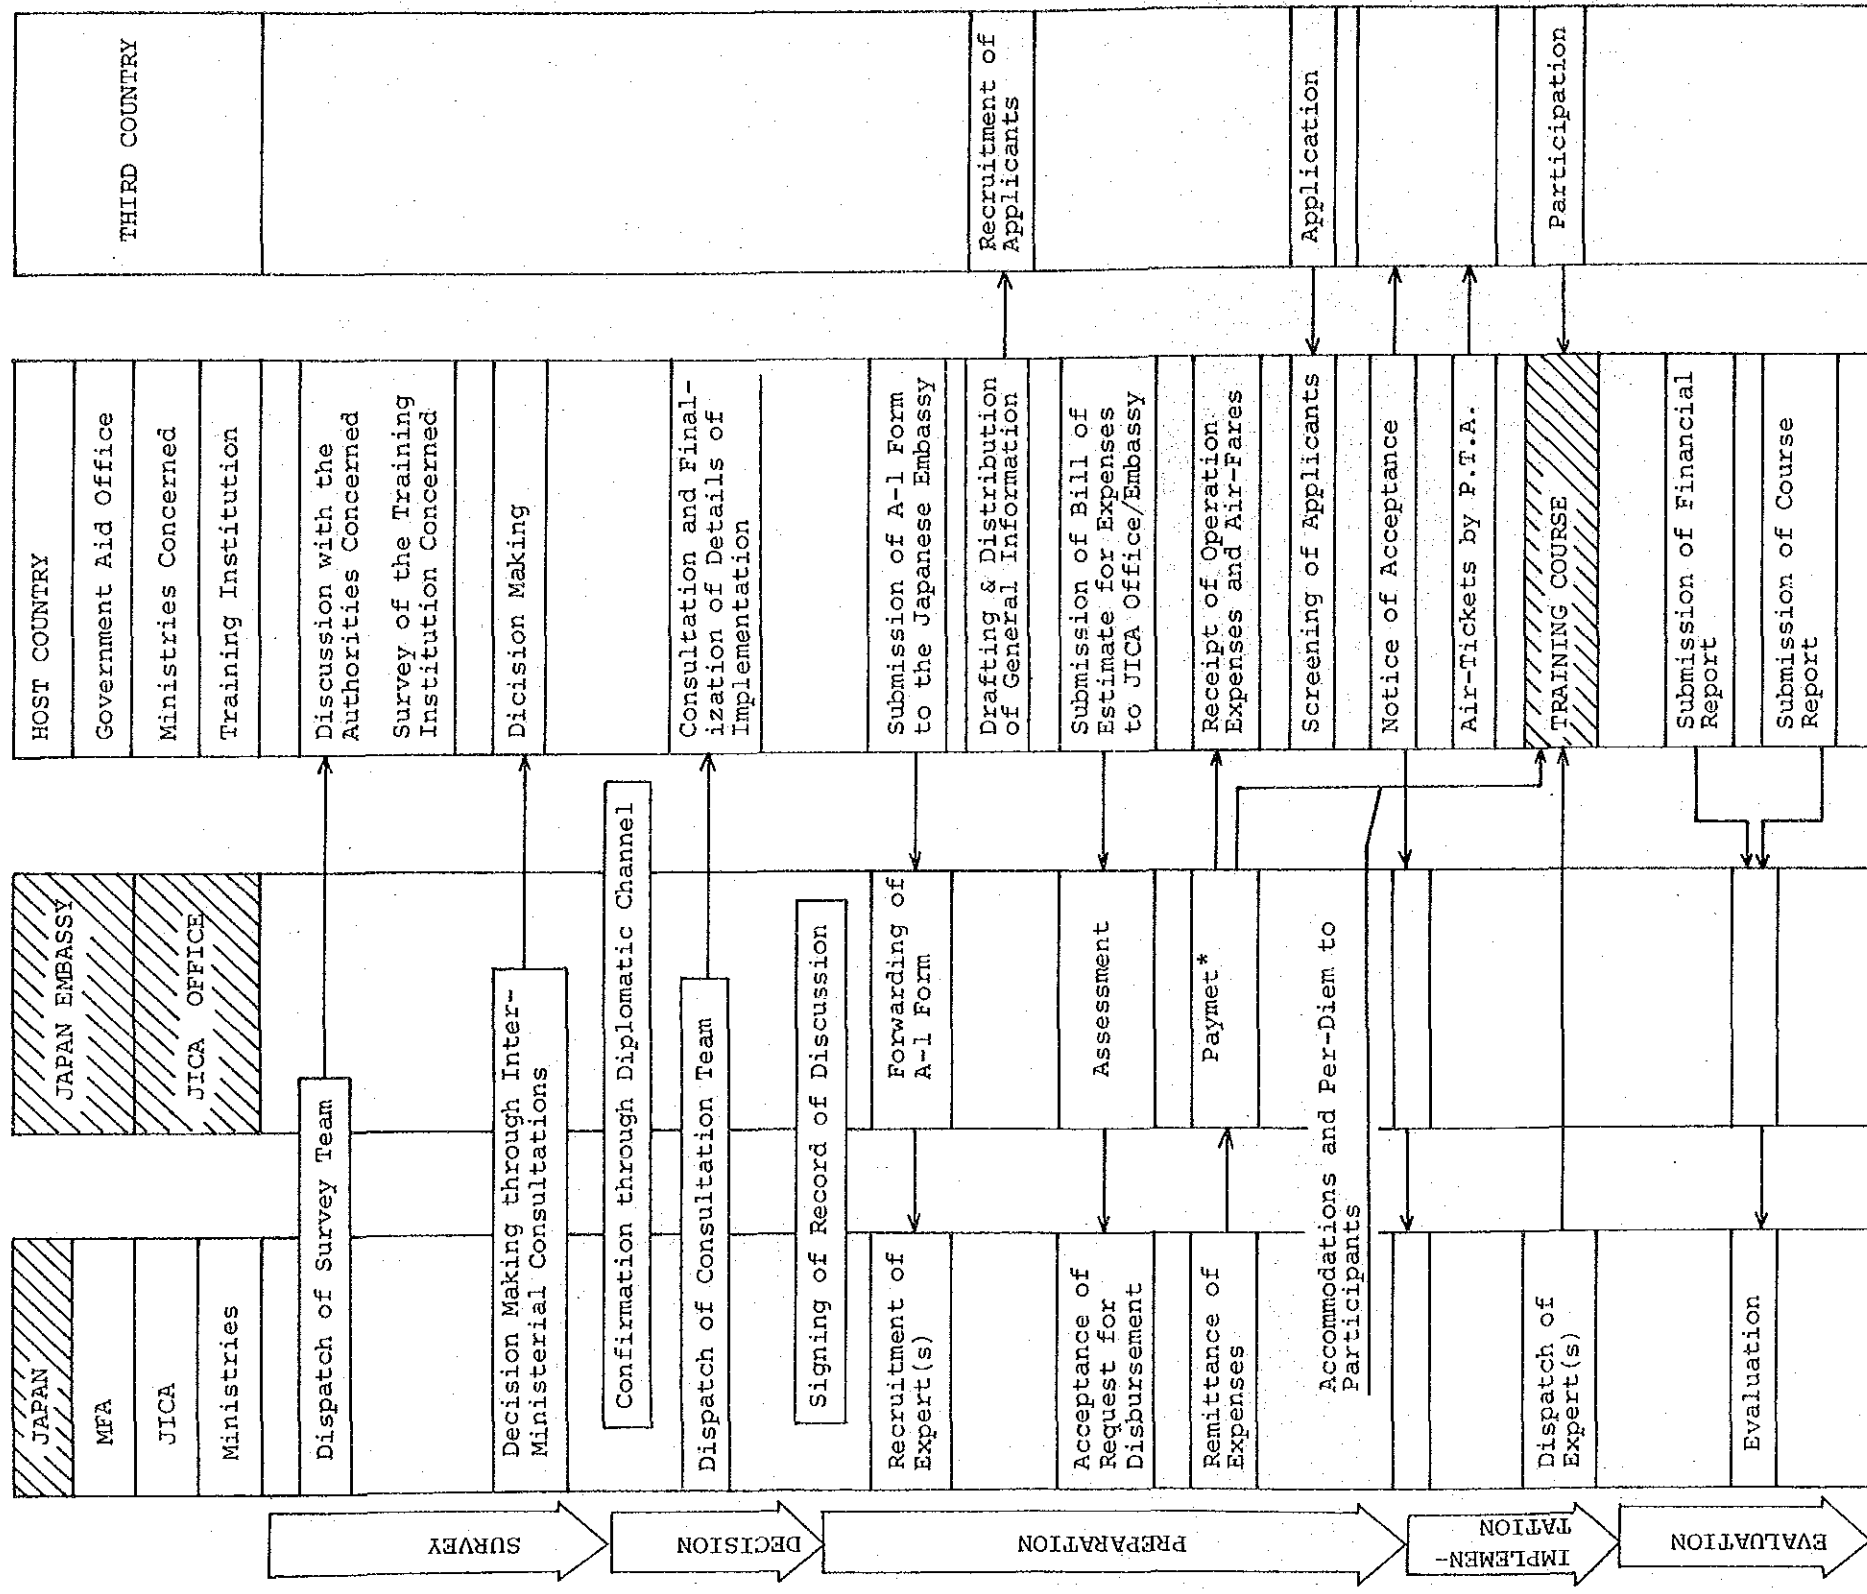 JAPAN
MFA
JICA
Ministries
JAPAN EMBASSY
JICA OFFICE
HOST COUNTRY
Government Aid Office
Ministries Concerned
Training Institution
THIRD COUNTRY
SURVEY
Dispatch of Survey Team
Discussion with the
Authorities Concerned
Survey of the Training
Institution Concerned
Decision Making through Inter-
Ministerial Consultations
Dicision Making
DECISION
Confirmation through Diplomatic Channel
Dispatch of Consultation Team
Consultation and Final-
ization of Details of
Implementation
Signing of Record of Discussion
PREPARATION
Recruitment of
Expert(s)
Forwarding of
A-1 Form
Submission of A-1 Form
to the Japanese Embassy
Drafting & Distribution
of General Information
Recruitment of
Applicants
Acceptance of
Request for
Disbursement
Assessment
Submission of Bill of
Estimate for Expenses
to JICA Office/Embassy
Remittance of
Expenses
Paymet*
Receipt of Operation
Expenses and Air-Fares
Accommodations and Per-Diem to
Participants
Screening of Applicants
Application
Notice of Acceptance
Air-Tickets by P.T.A.
IMPLEMEN-
TATION
Dispatch of
Expert(s)
TRAINING COURSE
Participation
EVALUATION
Evaluation
Submission of Financial
Report
Submission of Course
Report